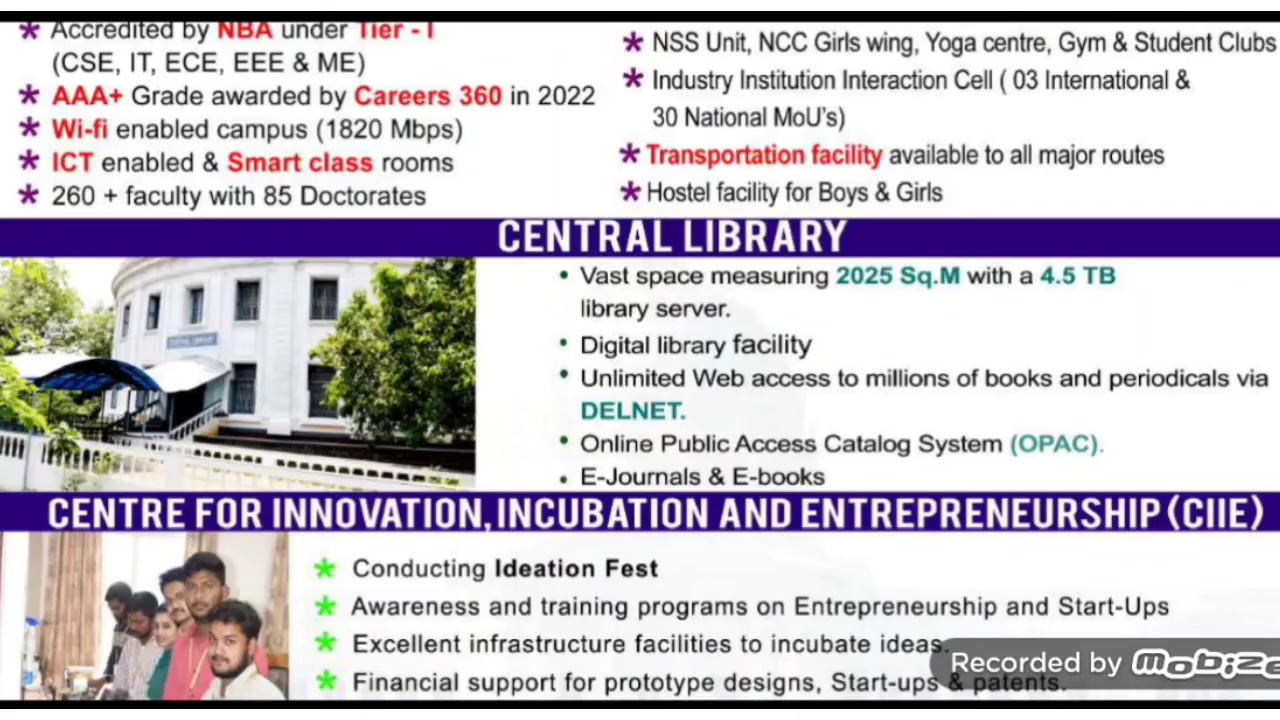 * Accredited by NBA under Tier - I
(CSE, IT, ECE, EEE & ME)
* AAA+ Grade awarded by Careers 360 in 2022
* Wi-fi enabled campus (1820 Mbps)
* ICT enabled & Smart class rooms
* 260 + faculty with 85 Doctorates
* NSS Unit, NCC Girls wing, Yoga centre, Gym & Student Clubs
* Industry Institution Interaction Cell ( 03 International &
30 National MoU's)
* Transportation facility available to all major routes
* Hostel facility for Boys & Girls
CENTRAL LIBRARY
CENTRAL LIBRARY
• Vast space measuring 2025 Sq.M with a 4.5 TB
library server.
• Digital library facility
• Unlimited Web access to millions of books and periodicals via
DELNET.
• Online Public Access Catalog System (OPAC).
• E-Journals & E-books
CENTRE FOR INNOVATION, INCUBATION AND ENTREPRENEURSHIP (CIIE)
* Conducting Ideation Fest
* Awareness and training programs on Entrepreneurship and Start-Ups
* Excellent infrastructure facilities to incubate ideas.
* Financial support for prototype designs, Start-ups & patents.
Recorded by mobize